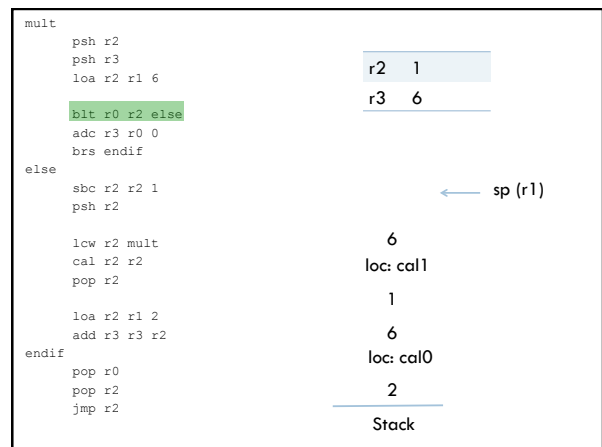 mult
psh r2
psh r3
loa r2 r1 6
blt r0 r2 else
adc r3 r0 0
brs endif
else
sbc r2 r2 1
psh r2
lcw r2 mult
cal r2 r2
pop r2
loa r2 r1 2
add r3 r3 r2
endif
pop r0
pop r2
jmp r2
r2 1
r3 6
sp (r1)
6
loc: cal1
1
6
loc: cal0
2
Stack